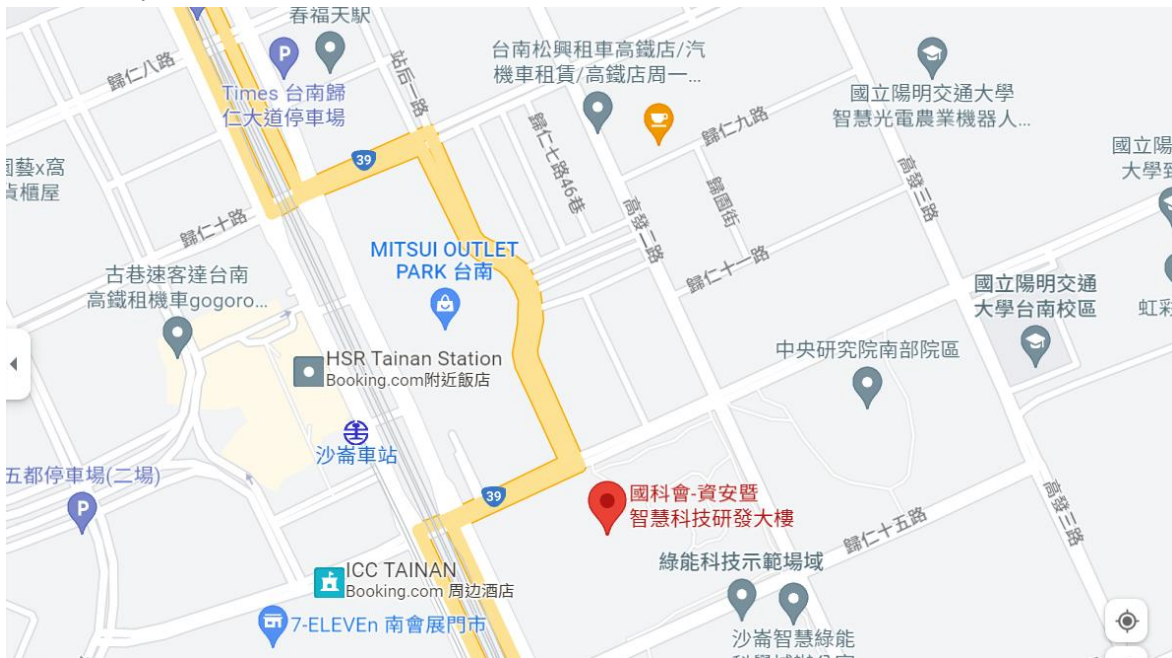 春福天駅
P
Times 台南歸
仁大道停車場
歸仁八路
站后一路
台南松興租車高鐵店/汽
機車租賃/高鐵店周一...
國立陽明交通大學
智慧光電農業機器人...
歸仁九路
國立陽
大學
39
藝x窩
貨櫃屋
歸仁十路
歸仁七路46巷
高發二路
歸園街
高發三路
MITSUI OUTLET
PARK 台南
歸仁十一路
古巷速客達台南
高鐵租機車gogoro...
國立陽明交通
大學台南校區
虹彩
HSR Tainan Station
Booking.com附近飯店
中央研究院南部院區
沙崙車站
五都停車場(二場)
P
39
國科會-資安暨
智慧科技研發大樓
高發三路
歸仁十五路
綠能科技示範場域
ICC TAINAN
Booking.com 周边酒店
7-ELEVEn 南會展門市
沙崙智慧綠能